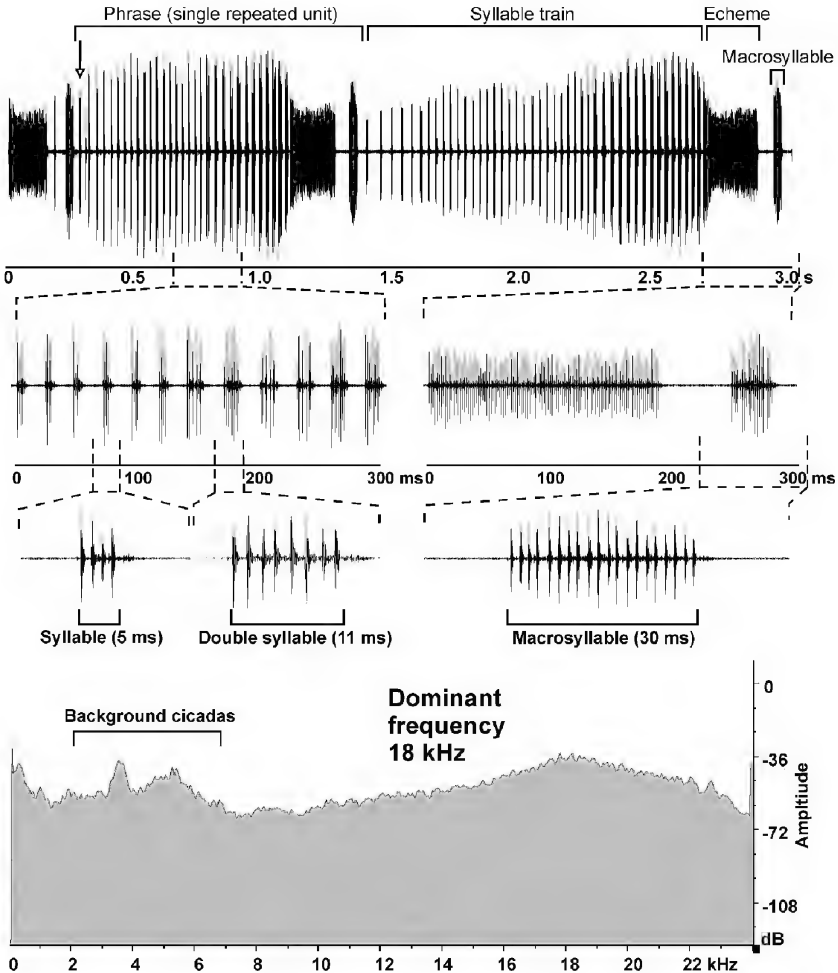 Phrase (single repeated unit) Syllable train Echeme
Macrosyllable
0 0.5 1.0 1.5 2.0 2.5 3.0 s
0 100 200 300 ms 0 100 200 300 ms
Syllable (5 ms) Double syllable (11 ms) Macrosyllable (30 ms)
Background cicadas
Dominant
frequency
18 kHz
0
-36
-72
-108
dB
Ampltiude
0 2 4 6 8 10 12 14 16 18 20 22 kHz